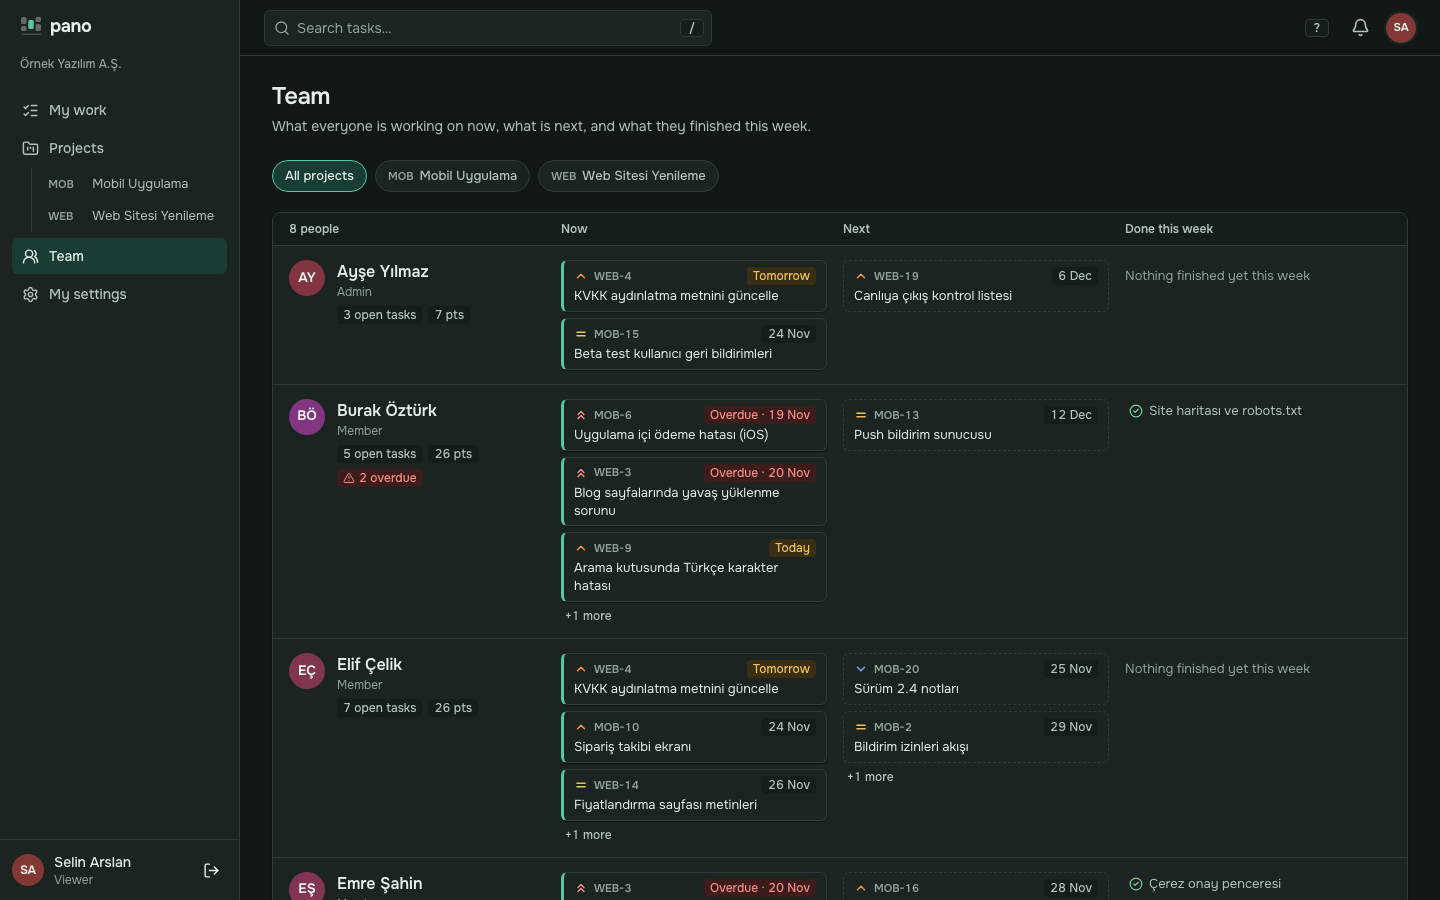 pano
Örnek Yazılım A.Ş.
My work
Projects
MOB Mobil Uygulama
WEB Web Sitesi Yenileme
Team
My settings
Selin Arslan
Viewer
SA
Search tasks...
/
?
SA
Team
What everyone is working on now, what is next, and what they finished this week.
All projects
MOB Mobil Uygulama
WEB Web Sitesi Yenileme
8 people Now Next Done this week
AY
Ayşe Yılmaz
Admin
3 open tasks 7 pts
WEB-4 Tomorrow
KVKK aydınlatma metnini güncelle
MOB-15 24 Nov
Beta test kullanıcı geri bildirimleri
WEB-19 6 Dec
Canlıya çıkış kontrol listesi
Nothing finished yet this week
BÖ
Burak Öztürk
Member
5 open tasks 26 pts
2 overdue
MOB-6 Overdue · 19 Nov
Uygulama içi ödeme hatası (iOS)
WEB-3 Overdue · 20 Nov
Blog sayfalarında yavaş yüklenme
sorunu
WEB-9 Today
Arama kutusunda Türkçe karakter
hatası
+1 more
MOB-13 12 Dec
Push bildirim sunucusu
Site haritası ve robots.txt
EÇ
Elif Çelik
Member
7 open tasks 26 pts
WEB-4 Tomorrow
KVKK aydınlatma metnini güncelle
MOB-10 24 Nov
Sipariş takibi ekranı
WEB-14 26 Nov
Fiyatlandırma sayfası metinleri
+1 more
MOB-20 25 Nov
Sürüm 2.4 notları
MOB-2 29 Nov
Bildirim izinleri akışı
+1 more
Nothing finished yet this week
EŞ
Emre Şahin
WEB-3 Overdue · 20 Nov
MOB-16 28 Nov
Çerez onay penceresi